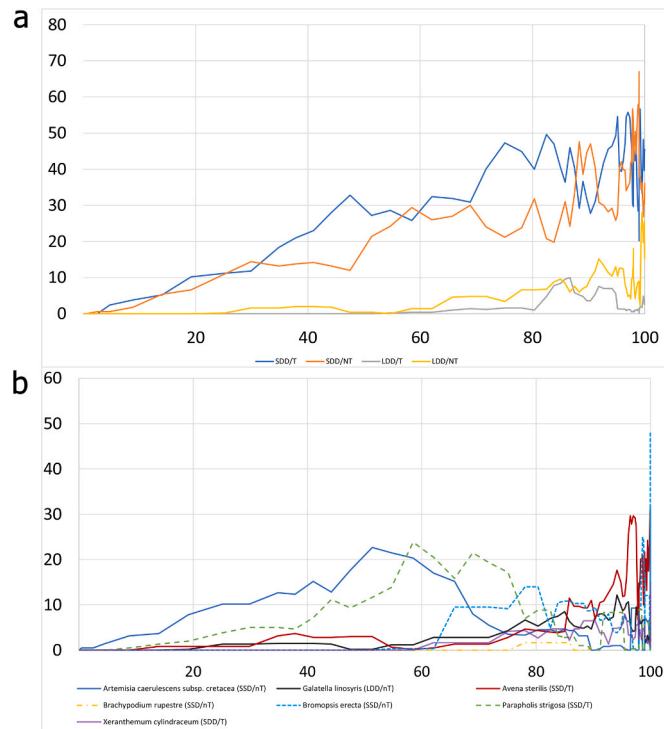 a
80
70
60
50
40
30
20
10
0
20 40 60 80 100
SDD/T SDD/NT LDD/T LDD/NT
b
60
50
40
30
20
10
0
20 40 60 80 100
Artemisia caerulescens subsp. cretacea (SSD/nT) Galatella linosyris (LDD/nT) Avena sterilis (SSD/T)
Brachypodium rupestre (SSD/nT) Bromopsis erecta (SSD/nT) Parapholis strigosa (SSD/T)
Xeranthemum cylindraceum (SDD/T)